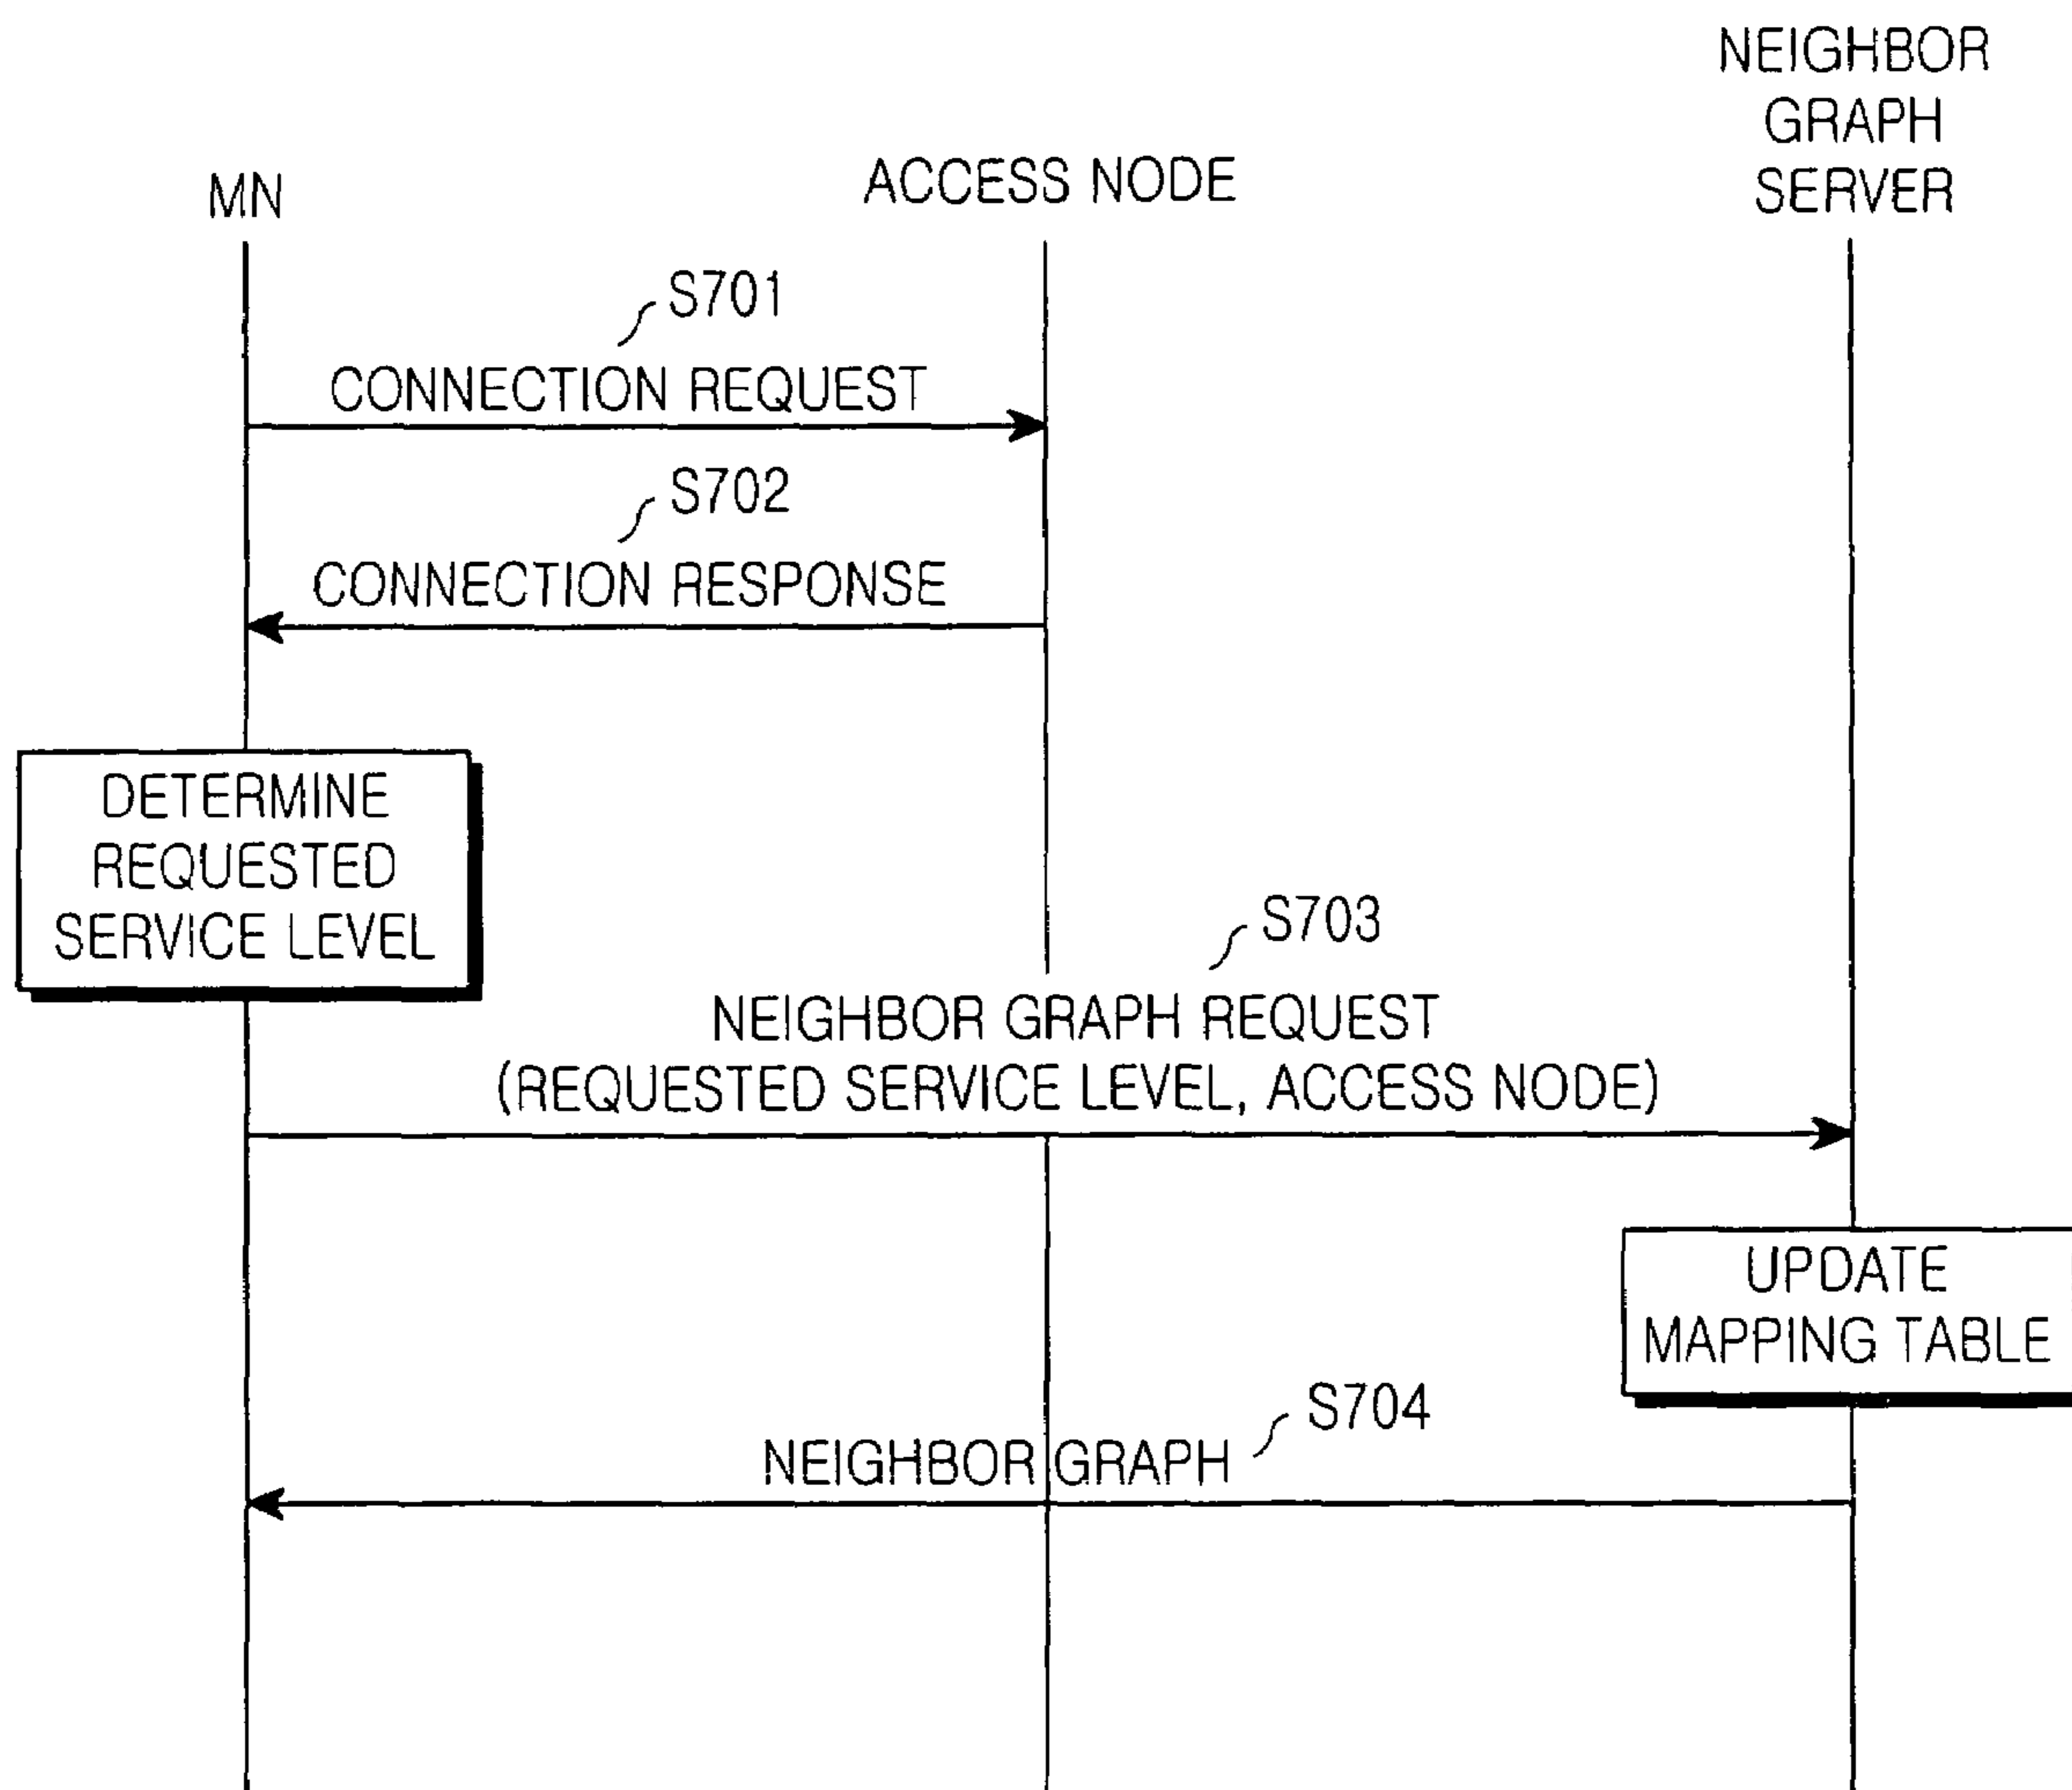 NEIGHBOR
GRAPH
SERVER
MN
ACCESS NODE
S701
CONNECTION REQUEST
S702
CONNECTION RESPONSE
DETERMINE
REQUESTED
SERVICE LEVEL
S703
NEIGHBOR GRAPH REQUEST
(REQUESTED SERVICE LEVEL, ACCESS NODE)
UPDATE
MAPPING TABLE
S704
NEIGHBOR GRAPH